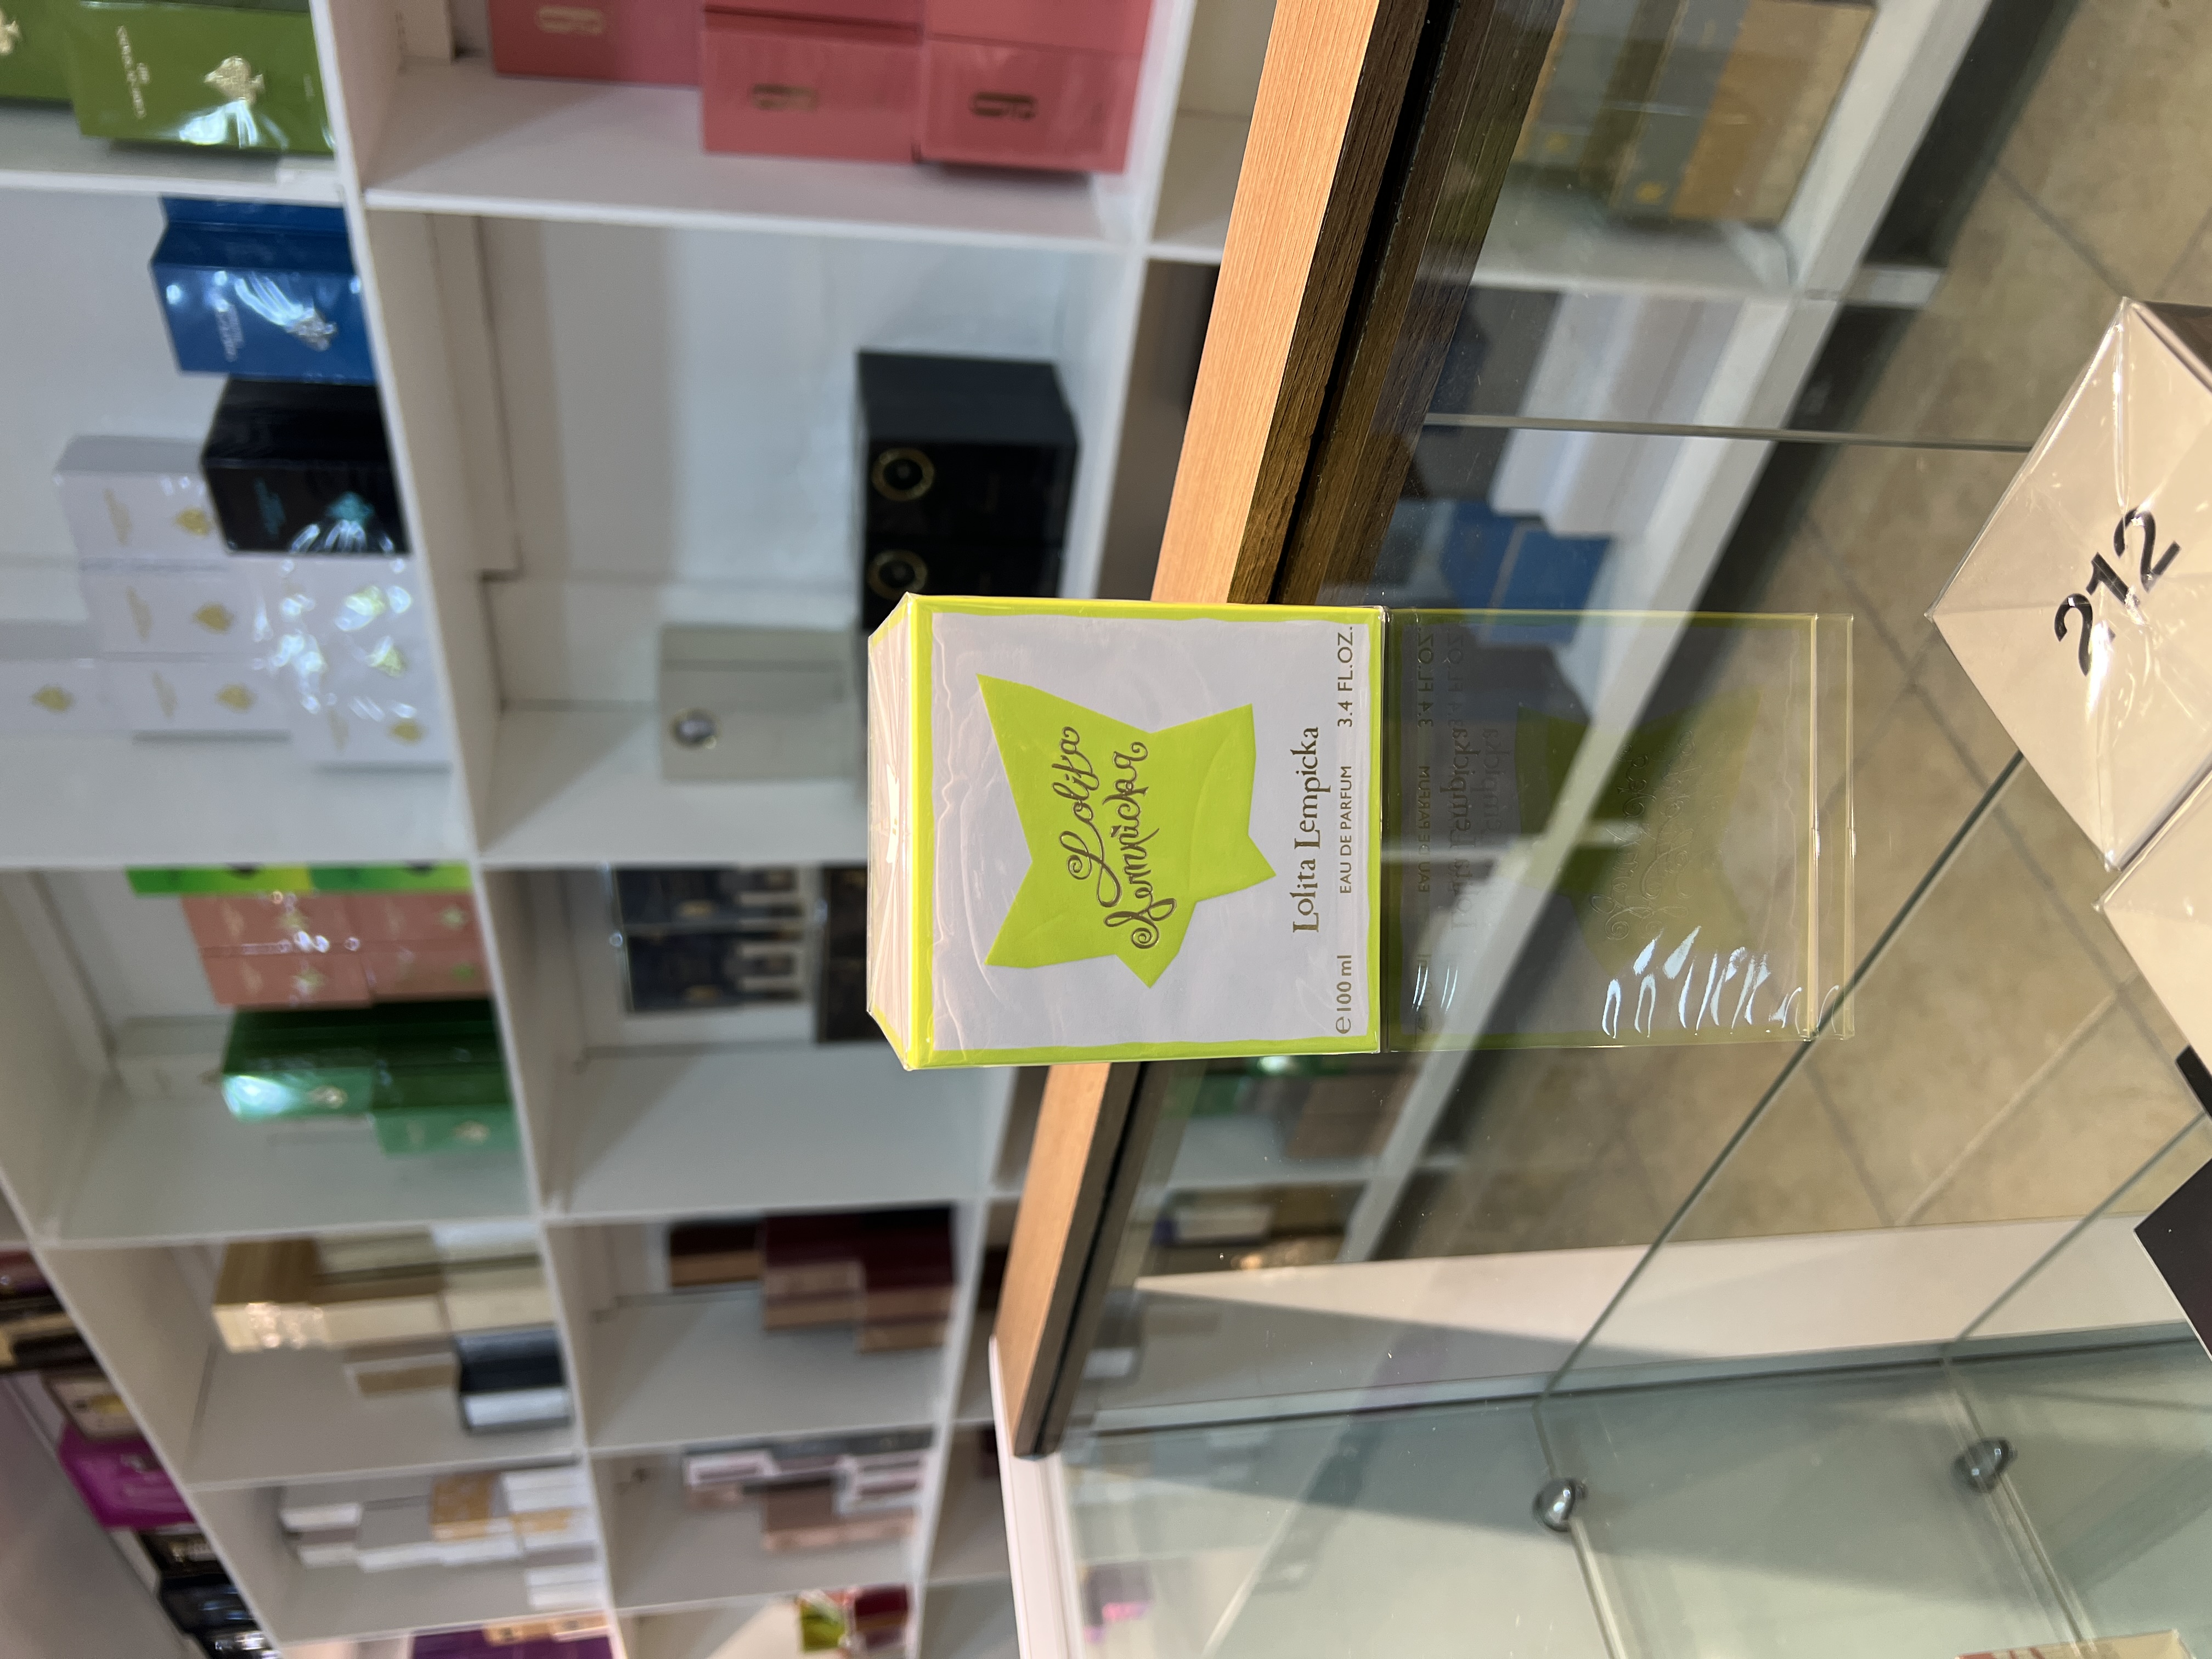 Lolita
Lempicka
Lolita Lempicka
EAU DE PARFUM
℮100 ml
3.4 FL.OZ.
212